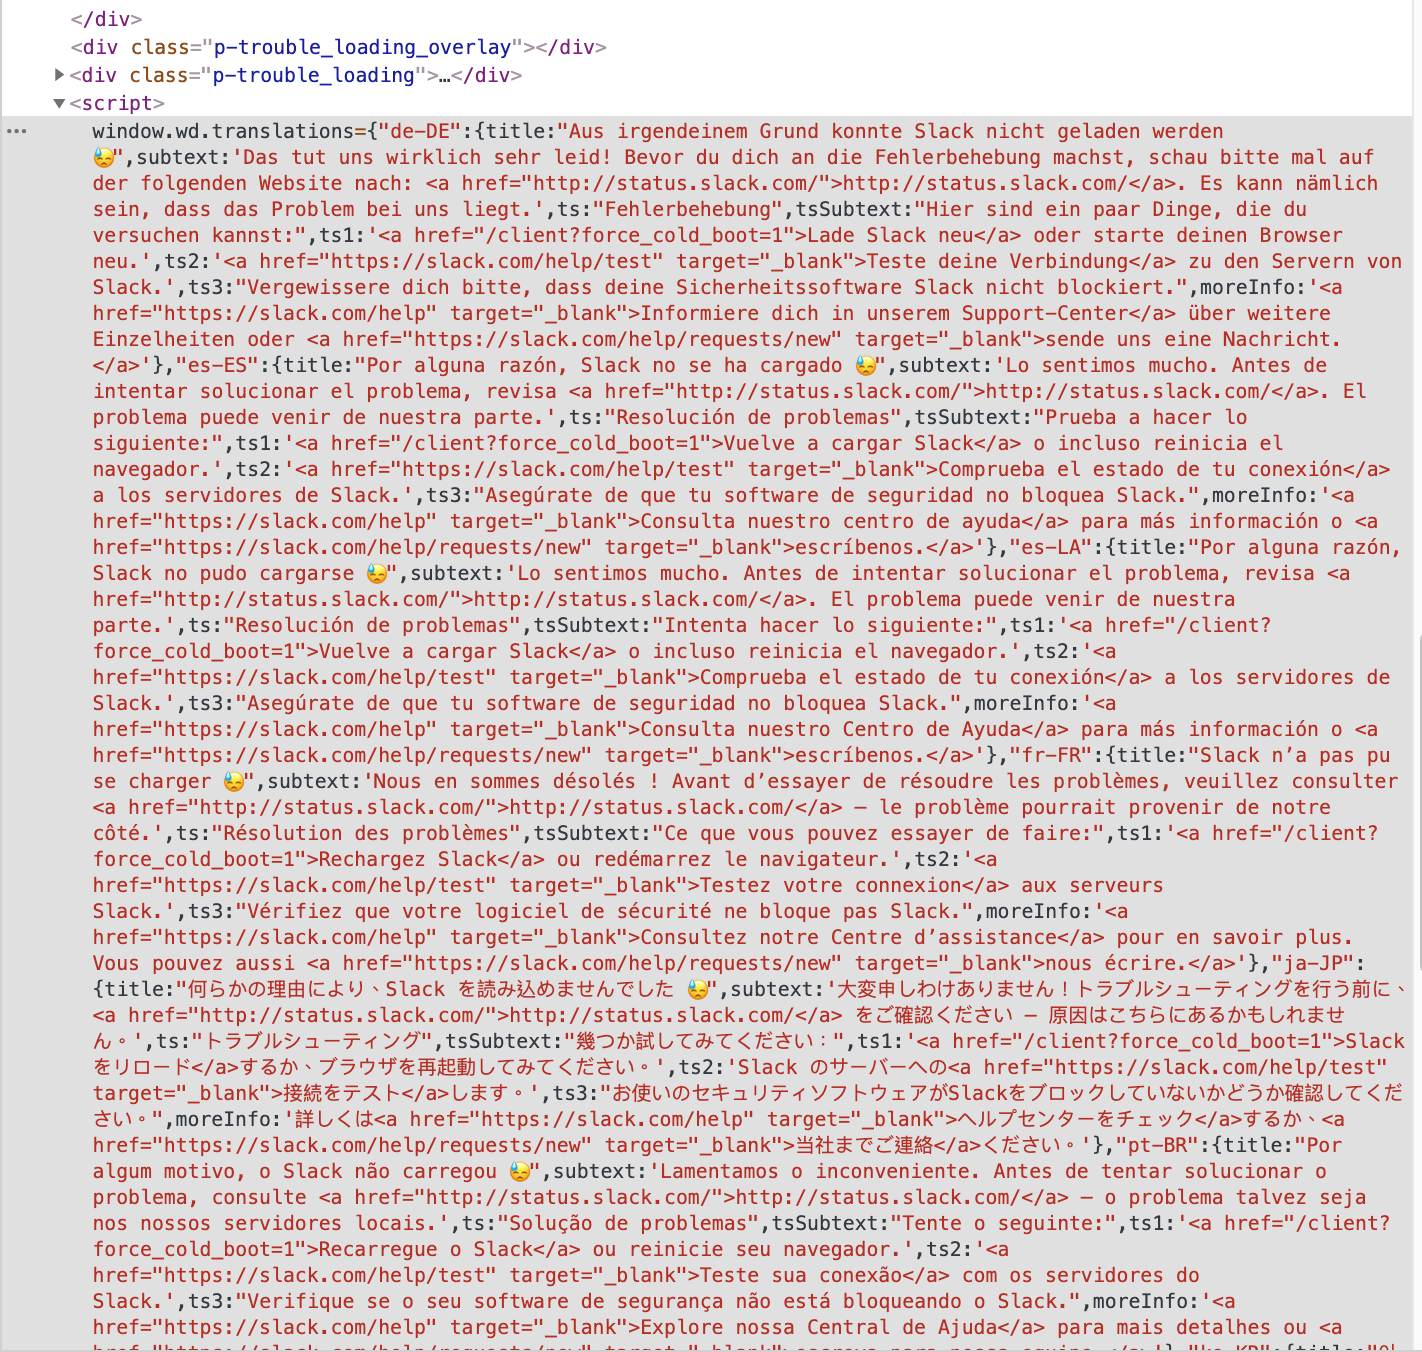 </div>
<div class="p-trouble_loading_overlay"></div>
<div class="p-trouble_loading">…</div>
<script>
window.wd.translations={"de-DE":{title:"Aus irgendeinem Grund konnte Slack nicht geladen werden
😓",subtext:'Das tut uns wirklich sehr leid! Bevor du dich an die Fehlerbehebung machst, schau bitte mal auf
der folgenden Website nach: <a href="http://status.slack.com/">http://status.slack.com/</a>. Es kann nämlich
sein, dass das Problem bei uns liegt.',ts:"Fehlerbehebung",tsSubtext:"Hier sind ein paar Dinge, die du
versuchen kannst:",ts1:'<a href="/client?force_cold_boot=1">Lade Slack neu</a> oder starte deinen Browser
neu.',ts2:'<a href="https://slack.com/help/test" target="_blank">Teste deine Verbindung</a> zu den Servern von
Slack.',ts3:"Vergewissere dich bitte, dass deine Sicherheitssoftware Slack nicht blockiert.",moreInfo:'<a
href="https://slack.com/help" target="_blank">Informiere dich in unserem Support-Center</a> über weitere
Einzelheiten oder <a href="https://slack.com/help/requests/new" target="_blank">sende uns eine Nachricht.
</a>'},"es-ES":{title:"Por alguna razón, Slack no se ha cargado 😓",subtext:'Lo sentimos mucho. Antes de
intentar solucionar el problema, revisa <a href="http://status.slack.com/">http://status.slack.com/</a>. El
problema puede venir de nuestra parte.',ts:"Resolución de problemas",tsSubtext:"Prueba a hacer lo
siguiente:",ts1:'<a href="/client?force_cold_boot=1">Vuelve a cargar Slack</a> o incluso reinicia el
navegador.',ts2:'<a href="https://slack.com/help/test" target="_blank">Comprueba el estado de tu conexión</a>
a los servidores de Slack.',ts3:"Asegúrate de que tu software de seguridad no bloquea Slack.",moreInfo:'<a
href="https://slack.com/help" target="_blank">Consulta nuestro centro de ayuda</a> para más información o <a
href="https://slack.com/help/requests/new" target="_blank">escríbenos.</a>'},"es-LA":{title:"Por alguna razón,
Slack no pudo cargarse 😓",subtext:'Lo sentimos mucho. Antes de intentar solucionar el problema, revisa <a
href="http://status.slack.com/">http://status.slack.com/</a>. El problema puede venir de nuestra
parte.',ts:"Resolución de problemas",tsSubtext:"Intenta hacer lo siguiente:",ts1:'<a href="/client?
force_cold_boot=1">Vuelve a cargar Slack</a> o incluso reinicia el navegador.',ts2:'<a
href="https://slack.com/help/test" target="_blank">Comprueba el estado de tu conexión</a> a los servidores de
Slack.',ts3:"Asegúrate de que tu software de seguridad no bloquea Slack.",moreInfo:'<a
href="https://slack.com/help" target="_blank">Consulta nuestro Centro de Ayuda</a> para más información o <a
href="https://slack.com/help/requests/new" target="_blank">escríbenos.</a>'},"fr-FR":{title:"Slack n’a pas pu
se charger 😓",subtext:'Nous en sommes désolés ! Avant d’essayer de résoudre les problèmes, veuillez consulter
<a href="http://status.slack.com/">http://status.slack.com/</a> – le problème pourrait provenir de notre
côté.',ts:"Résolution des problèmes",tsSubtext:"Ce que vous pouvez essayer de faire:",ts1:'<a href="/client?
force_cold_boot=1">Rechargez Slack</a> ou redémarrez le navigateur.',ts2:'<a
href="https://slack.com/help/test" target="_blank">Testez votre connexion</a> aux serveurs
Slack.',ts3:"Vérifiez que votre logiciel de sécurité ne bloque pas Slack.",moreInfo:'<a
href="https://slack.com/help" target="_blank">Consultez notre Centre d’assistance</a> pour en savoir plus.
Vous pouvez aussi <a href="https://slack.com/help/requests/new" target="_blank">nous écrire.</a>'},"ja-JP":
{title:"何らかの理由により、Slack を読み込めませんでした 😓",subtext:'大変申しわけありません！トラブルシューティングを行う前に、
<a href="http://status.slack.com/">http://status.slack.com/</a> をご確認ください – 原因はこちらにあるかもしれませ
ん。',ts:"トラブルシューティング",tsSubtext:"幾つか試してみてください：",ts1:'<a href="/client?force_cold_boot=1">Slack
をリロード</a>するか、ブラウザを再起動してみてください。',ts2:'Slack のサーバーへの<a href="https://slack.com/help/test"
target="_blank">接続をテスト</a>します。',ts3:"お使いのセキュリティソフトウェアがSlackをブロックしていないかどうか確認してくだ
さい。",moreInfo:'詳しくは<a href="https://slack.com/help" target="_blank">ヘルプセンターをチェック</a>するか、<a
href="https://slack.com/help/requests/new" target="_blank">当社までご連絡</a>ください。'},"pt-BR":{title:"Por
algum motivo, o Slack não carregou 😓",subtext:'Lamentamos o inconveniente. Antes de tentar solucionar o
problema, consulte <a href="http://status.slack.com/">http://status.slack.com/</a> – o problema talvez seja
nos nossos servidores locais.',ts:"Solução de problemas",tsSubtext:"Tente o seguinte:",ts1:'<a href="/client?
force_cold_boot=1">Recarregue o Slack</a> ou reinicie seu navegador.',ts2:'<a
href="https://slack.com/help/test" target="_blank">Teste sua conexão</a> com os servidores do
Slack.',ts3:"Verifique se o seu software de segurança não está bloqueando o Slack.",moreInfo:'<a
href="https://slack.com/help" target="_blank">Explore nossa Central de Ajuda</a> para mais detalhes ou <a